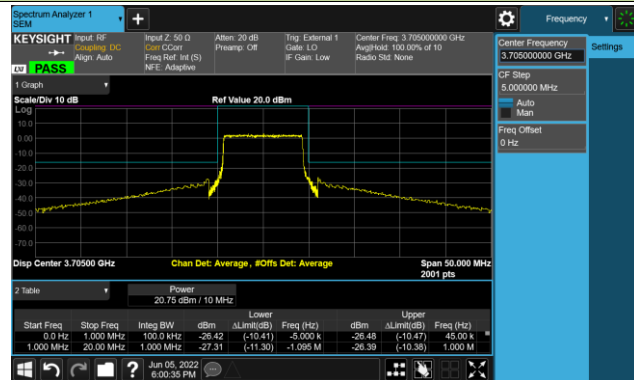 Spectrum Analyzer 1
SEM
+
Frequency
KEYSIGHT
Input: RF
Coupling: DC
Align: Auto
Input Z: 50 Ω
Corr CCorr
Freq Ref: Int (S)
NFE: Adaptive
Atten: 20 dB
Preamp: Off
Trig: External 1
Gate: LO
IF Gain: Low
Center Freq: 3.705000000 GHz
Avg|Hold: 100.00% of 10
Radio Std: None
LXI PASS
Center Frequency
3.705000000 GHz
Settings
CF Step
5.000000 MHz
Auto
Man
Freq Offset
0 Hz
1 Graph
Scale/Div 10 dB
Ref Value 20.0 dBm
Log
10.0
0.00
-10.0
-20.0
-30.0
-40.0
-50.0
-60.0
-70.0
Disp Center 3.70500 GHz
Chan Det: Average, #Offs Det: Average
Span 50.000 MHz
2001 pts
2 Table
Power
20.75 dBm / 10 MHz
Lower Upper
Start Freq Stop Freq Integ BW dBm ΔLimit(dB) Freq (Hz) dBm ΔLimit(dB) Freq (Hz)
0.0 Hz 1.000 MHz 100.0 kHz -26.42 (-10.41) -5.000 k -26.48 (-10.47) 45.00 k
1.000 MHz 20.00 MHz 1.000 MHz -27.31 (-11.30) -1.095 M -26.39 (-10.38) 1.000 M
?
Jun 05, 2022
6:00:35 PM